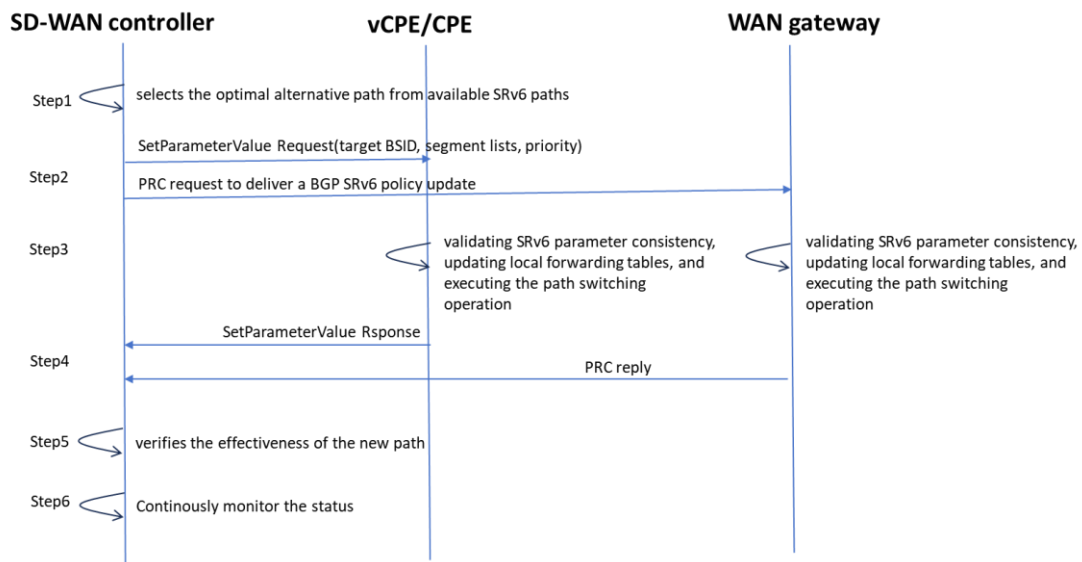 SD-WAN controller
vCPE/CPE
WAN gateway
Step1
selects the optimal alternative path from available SRv6 paths
SetParameterValue Request(target BSID, segment lists, priority)
Step2
PRC request to deliver a BGP SRv6 policy update
Step3
validating SRv6 parameter consistency,
updating local forwarding tables, and
executing the path switching
operation
validating SRv6 parameter consistency,
updating local forwarding tables, and
executing the path switching
operation
SetParameterValue Rsponse
Step4
PRC reply
Step5
verifies the effectiveness of the new path
Step6
Continously monitor the status